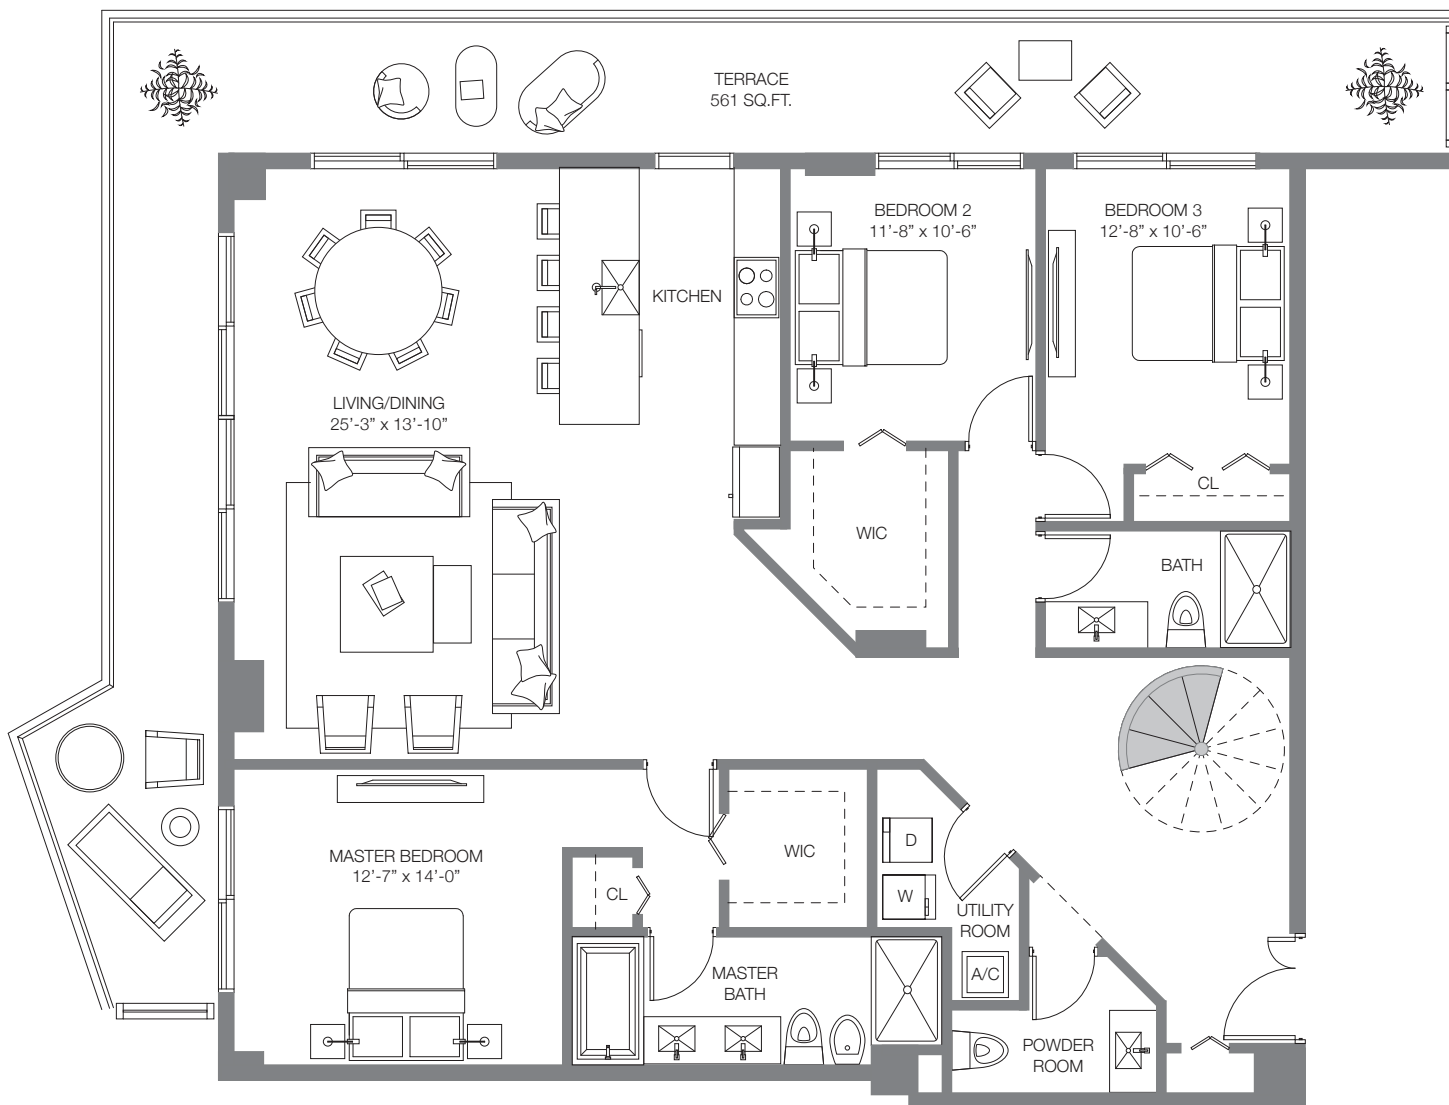 TERRACE
561 SQ.FT.
BEDROOM 2
11’-8” x 10’-6”
BEDROOM 3
12’-8” x 10’-6”
KITCHEN
LIVING/DINING
25’-3” x 13’-10”
CL
WIC
BATH
MASTER BEDROOM
12’-7” x 14’-0”
WIC
D
CL
W
UTILITY
ROOM
MASTER
BATH
A/C
POWDER
ROOM